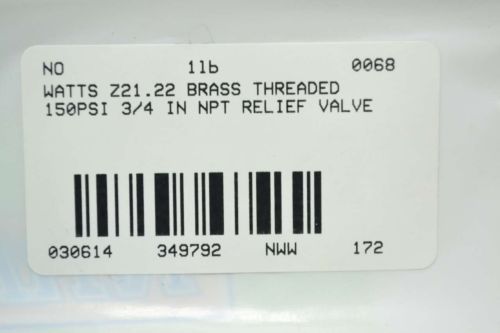 NO 1lb 0068
WATTS Z21.22 BRASS THREADED
150PSI 3/4 IN NPT RELIEF VALVE
030614 349792 NWW 172